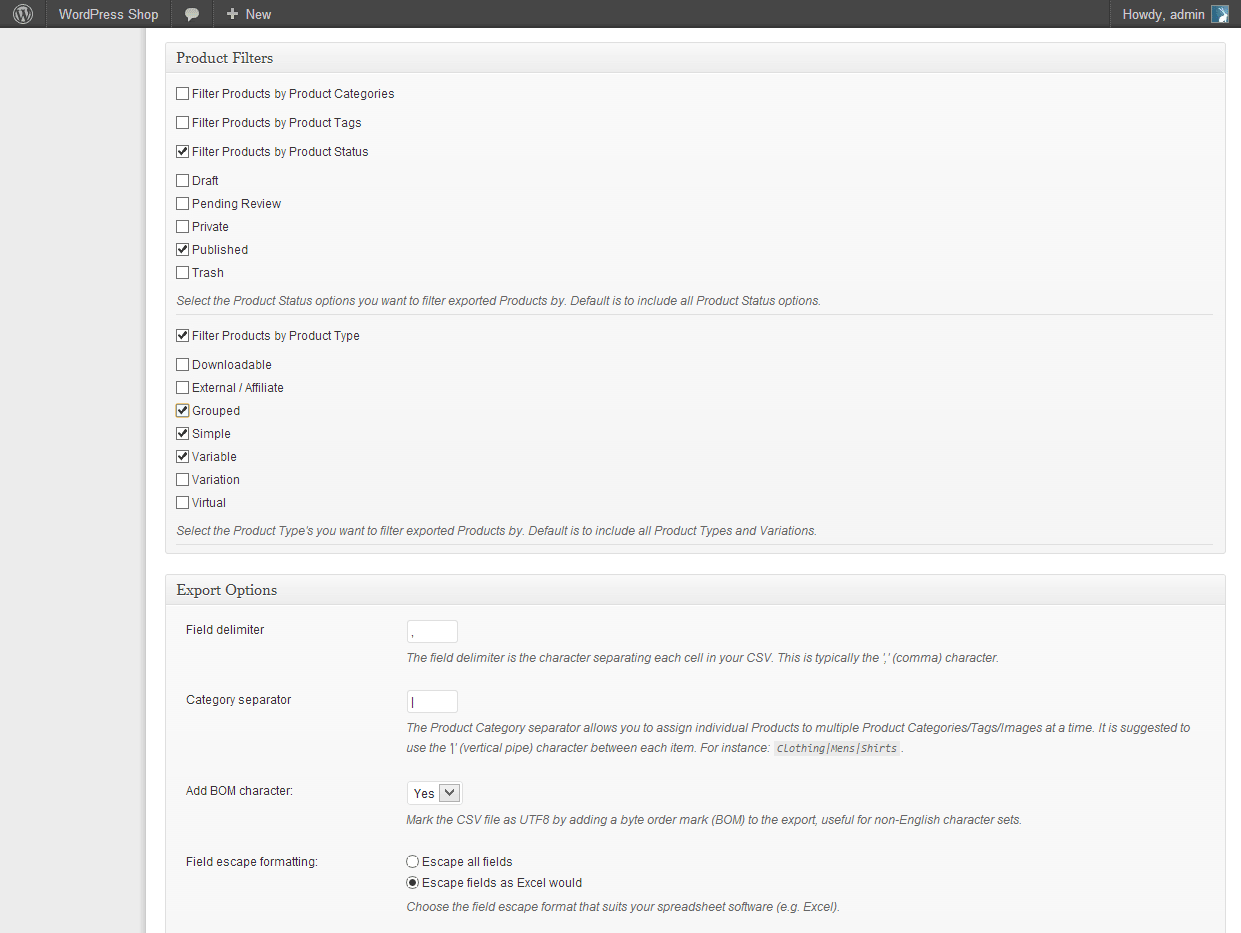 WordPress Shop
New
Howdy, admin
Product Filters
Filter Products by Product Categories
Filter Products by Product Tags
Filter Products by Product Status
Draft
Pending Review
Private
Published
Trash
Select the Product Status options you want to filter exported Products by. Default is to include all Product Status options.
Filter Products by Product Type
Downloadable
External / Affiliate
Grouped
Simple
Variable
Variation
Virtual
Select the Product Type's you want to filter exported Products by. Default is to include all Product Types and Variations.
Export Options
Field delimiter
,
The field delimiter is the character separating each cell in your CSV. This is typically the ',' (comma) character.
Category separator
|
The Product Category separator allows you to assign individual Products to multiple Product Categories/Tags/Images at a time. It is suggested to
use the '|' (vertical pipe) character between each item. For instance: Clothing|Mens|Shirts.
Add BOM character:
Yes
Mark the CSV file as UTF8 by adding a byte order mark (BOM) to the export, useful for non-English character sets.
Field escape formatting:
Escape all fields
Escape fields as Excel would
Choose the field escape format that suits your spreadsheet software (e.g. Excel).